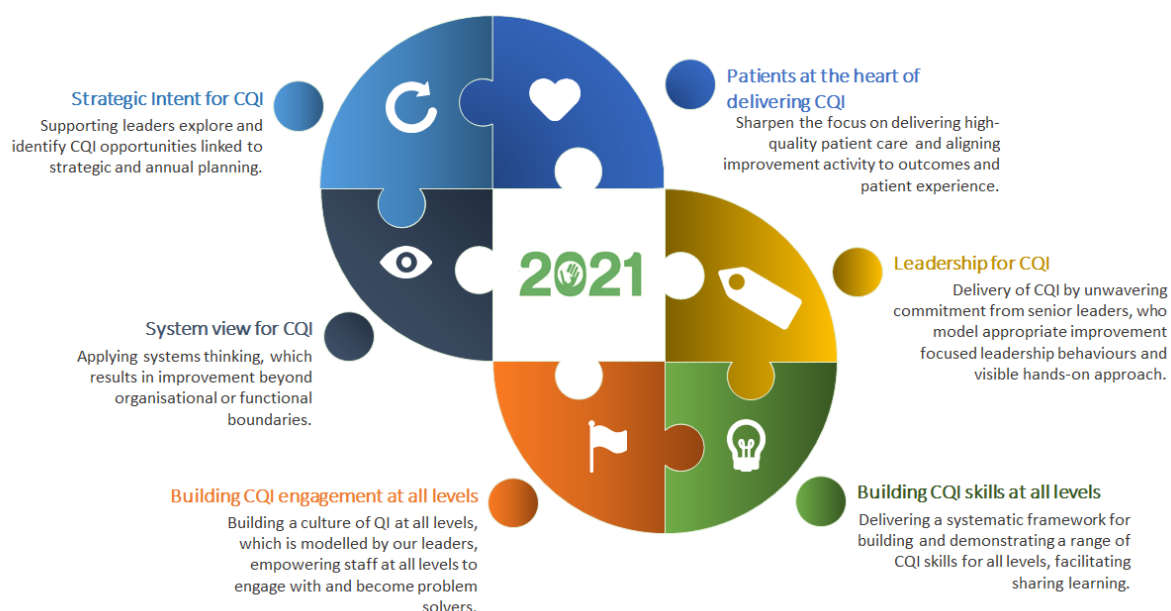 Strategic Intent for CQI
Supporting leaders explore and
identify CQI opportunities linked to
strategic and annual planning.
Patients at the heart of
delivering CQI
Sharpen the focus on delivering high-
quality patient care and aligning
improvement activity to outcomes and
patient experience.
System view for CQI
Applying systems thinking, which
results in improvement beyond
organisational or functional
boundaries.
2021
Leadership for CQI
Delivery of CQI by unwavering
commitment from senior leaders, who
model appropriate improvement
focused leadership behaviours and
visible hands-on approach.
Building CQI engagement at all levels
Building a culture of QI at all levels,
which is modelled by our leaders,
empowering staff at all levels to
engage with and become problem
solvers.
Building CQI skills at all levels
Delivering a systematic framework for
building and demonstrating a range of
CQI skills for all levels, facilitating
sharing learning.